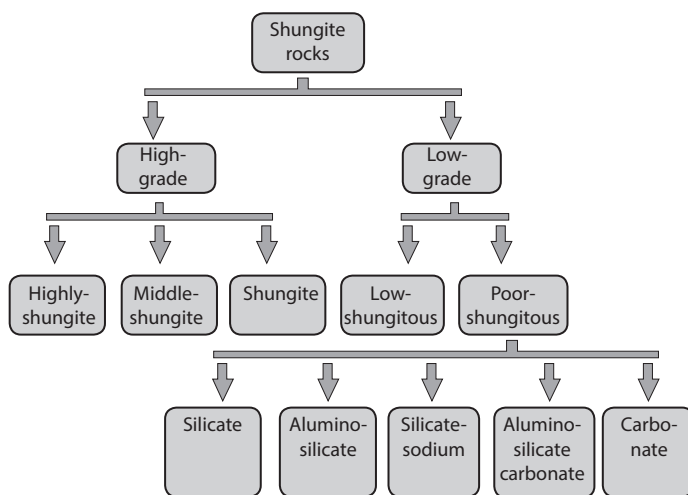 Shungite
rocks
High-
grade
Low-
grade
Highly-
shungite
Middle-
shungite
Shungite
Low-
shungitous
Poor-
shungitous
Silicate
Alumino-
silicate
Silicate-
sodium
Alumino-
silicate
carbonate
Carbo-
nate